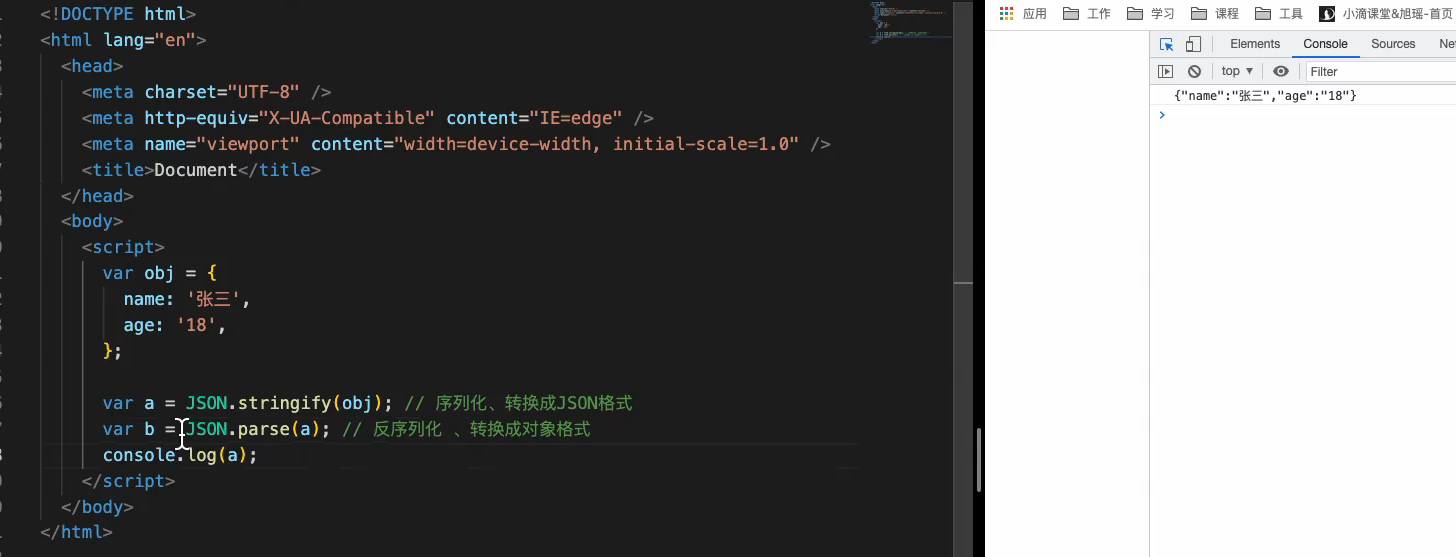 <!DOCTYPE html>
<html lang="en">
<head>
<meta charset="UTF-8" />
<meta http-equiv="X-UA-Compatible" content="IE=edge" />
<meta name="viewport" content="width=device-width, initial-scale=1.0" />
<title>Document</title>
</head>
<body>
<script>
var obj = {
name: '张三',
age: '18',
};
var a = JSON.stringify(obj); // 序列化、转换成JSON格式
var b = JSON.parse(a); // 反序列化 、转换成对象格式
console.log(a);
</script>
</body>
</html>
应用 工作 学习 课程 工具 小滴课堂&旭瑶-首页
Elements Console Sources
top Filter
{"name":"张三","age":"18"}